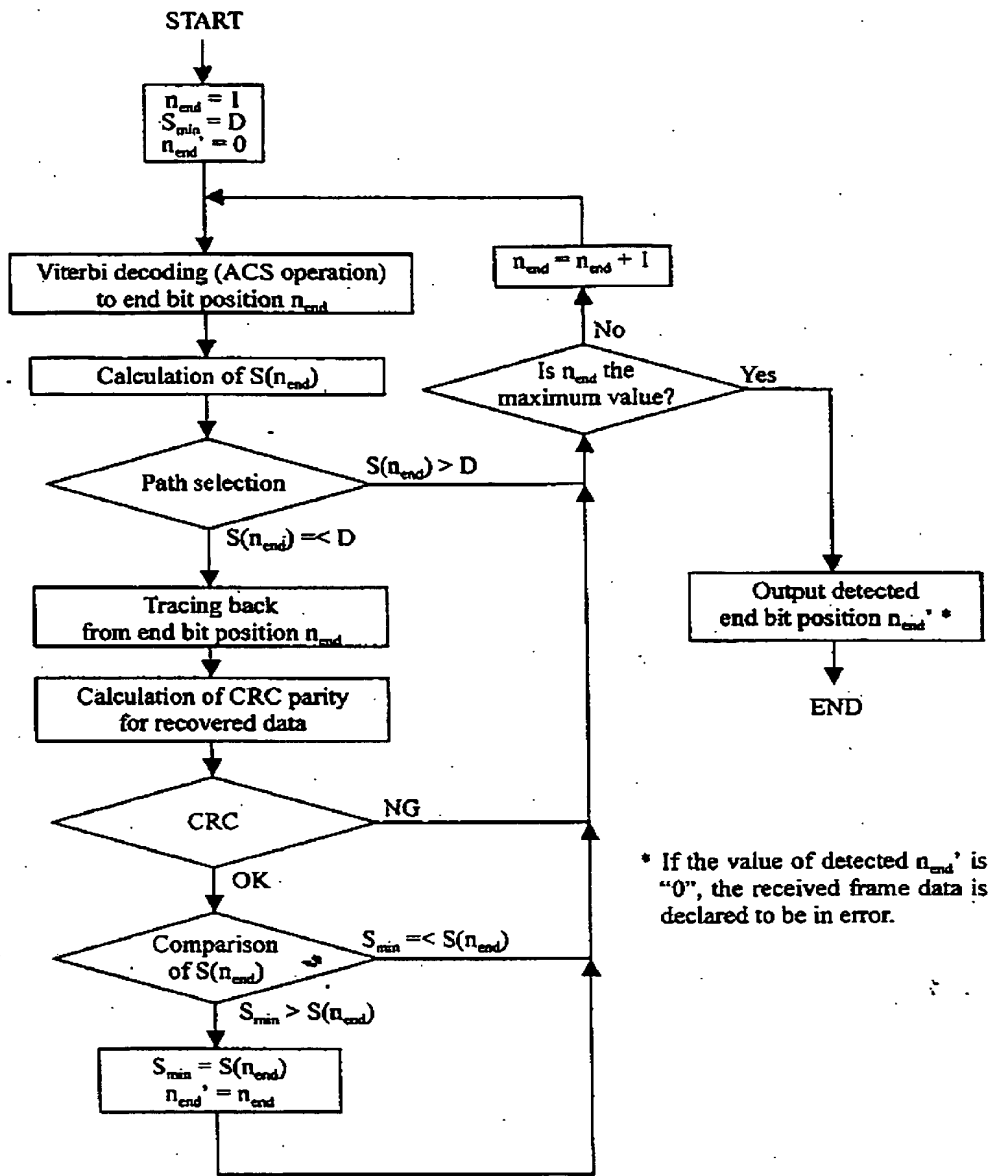 START
n_end = 1
S_min = D
n_end' = 0
Viterbi decoding (ACS operation)
to end bit position n_end
n_end = n_end + 1
No
Calculation of S(n_end)
Is n_end the
maximum value?
Yes
Path selection
S(n_end) > D
S(n_end) =< D
Tracing back
from end bit position n_end
Output detected
end bit position n_end' *
END
Calculation of CRC parity
for recovered data
CRC
NG
OK
* If the value of detected n_end' is
"0", the received frame data is
declared to be in error.
Comparison
of S(n_end)
S_min =< S(n_end)
S_min > S(n_end)
S_min = S(n_end)
n_end' = n_end